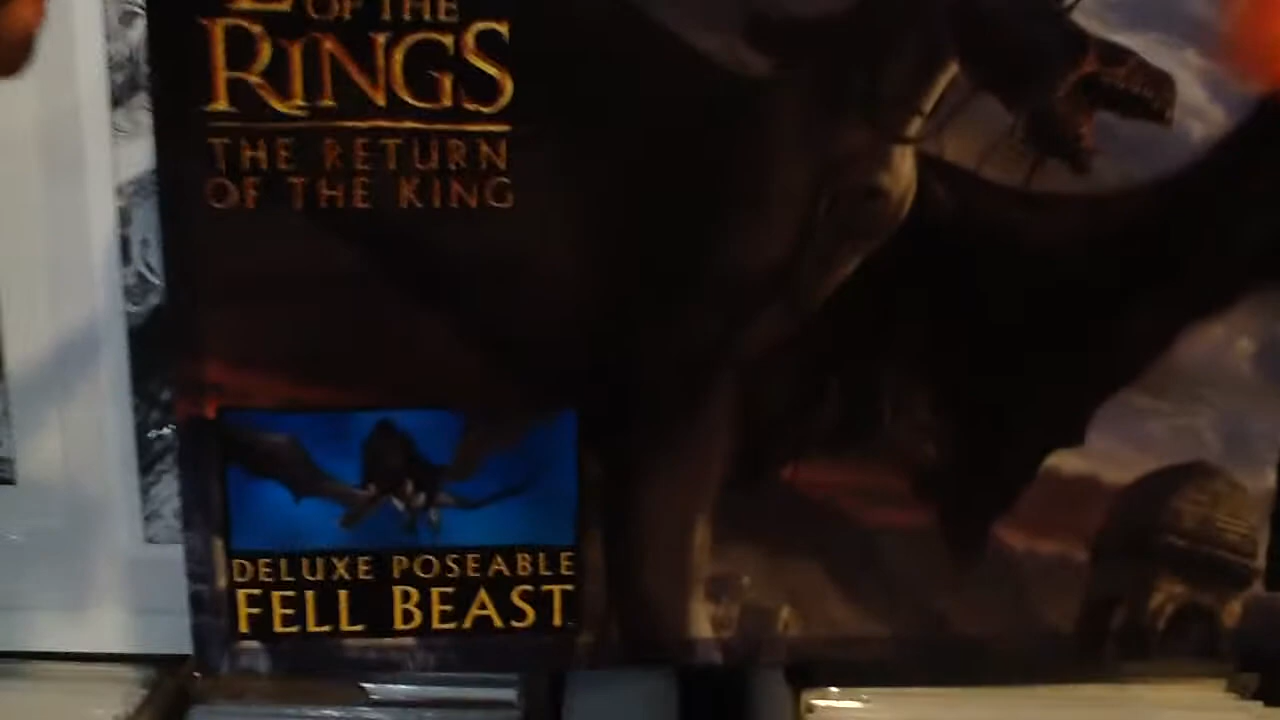 OF THE
RINGS
THE RETURN
OF THE KING
DELUXE POSEABLE
FELL BEAST